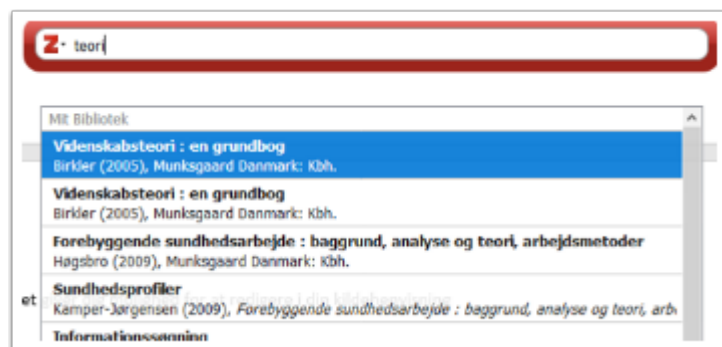 Z teori
Mit Bibliotek
Videnskabsteori : en grundbog
Birkler (2005), Munksgaard Danmark: Kbh.
Videnskabsteori : en grundbog
Birkler (2005), Munksgaard Danmark: Kbh.
Forebyggende sundhedsarbejde : baggrund, analyse og teori, arbejdsmetoder
Høgsbro (2009), Munksgaard Danmark: Kbh.
Sundhedsprofiler
et
Kamper-Jørgensen (2009), Forebyggende sundhedsarbejde : baggrund, analyse og teori, arb
Informationssøgning